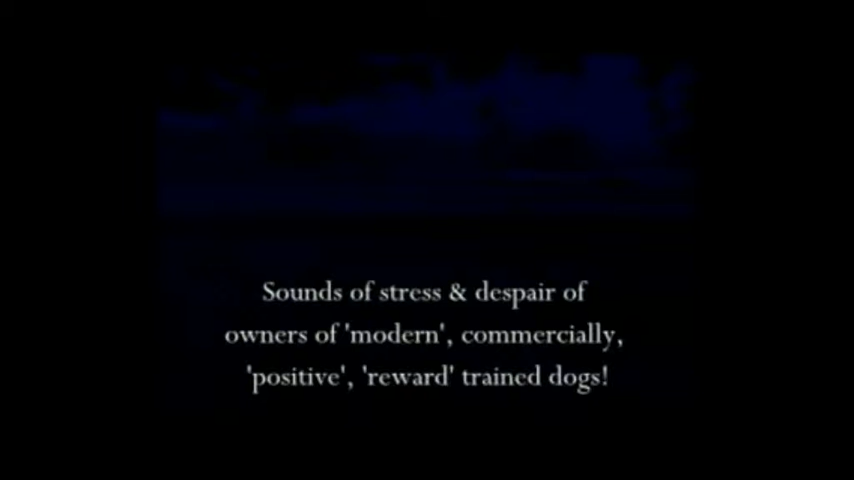 Sounds of stress & despair of
owners of 'modern', commercially,
'positive', 'reward' trained dogs!